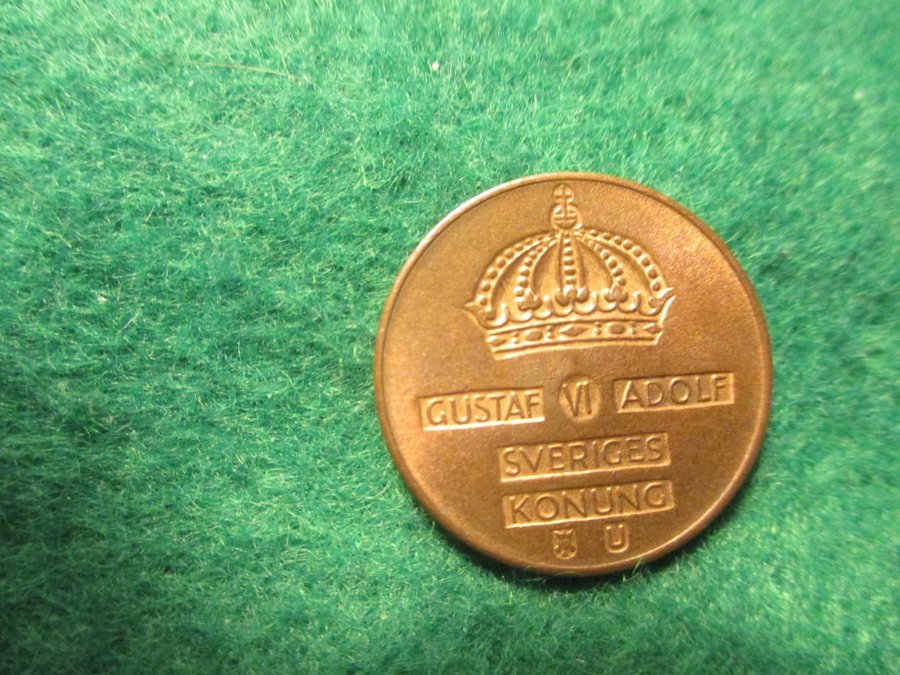 GUSTAF VI ADOLF
SVERIGES
KONUNG
U